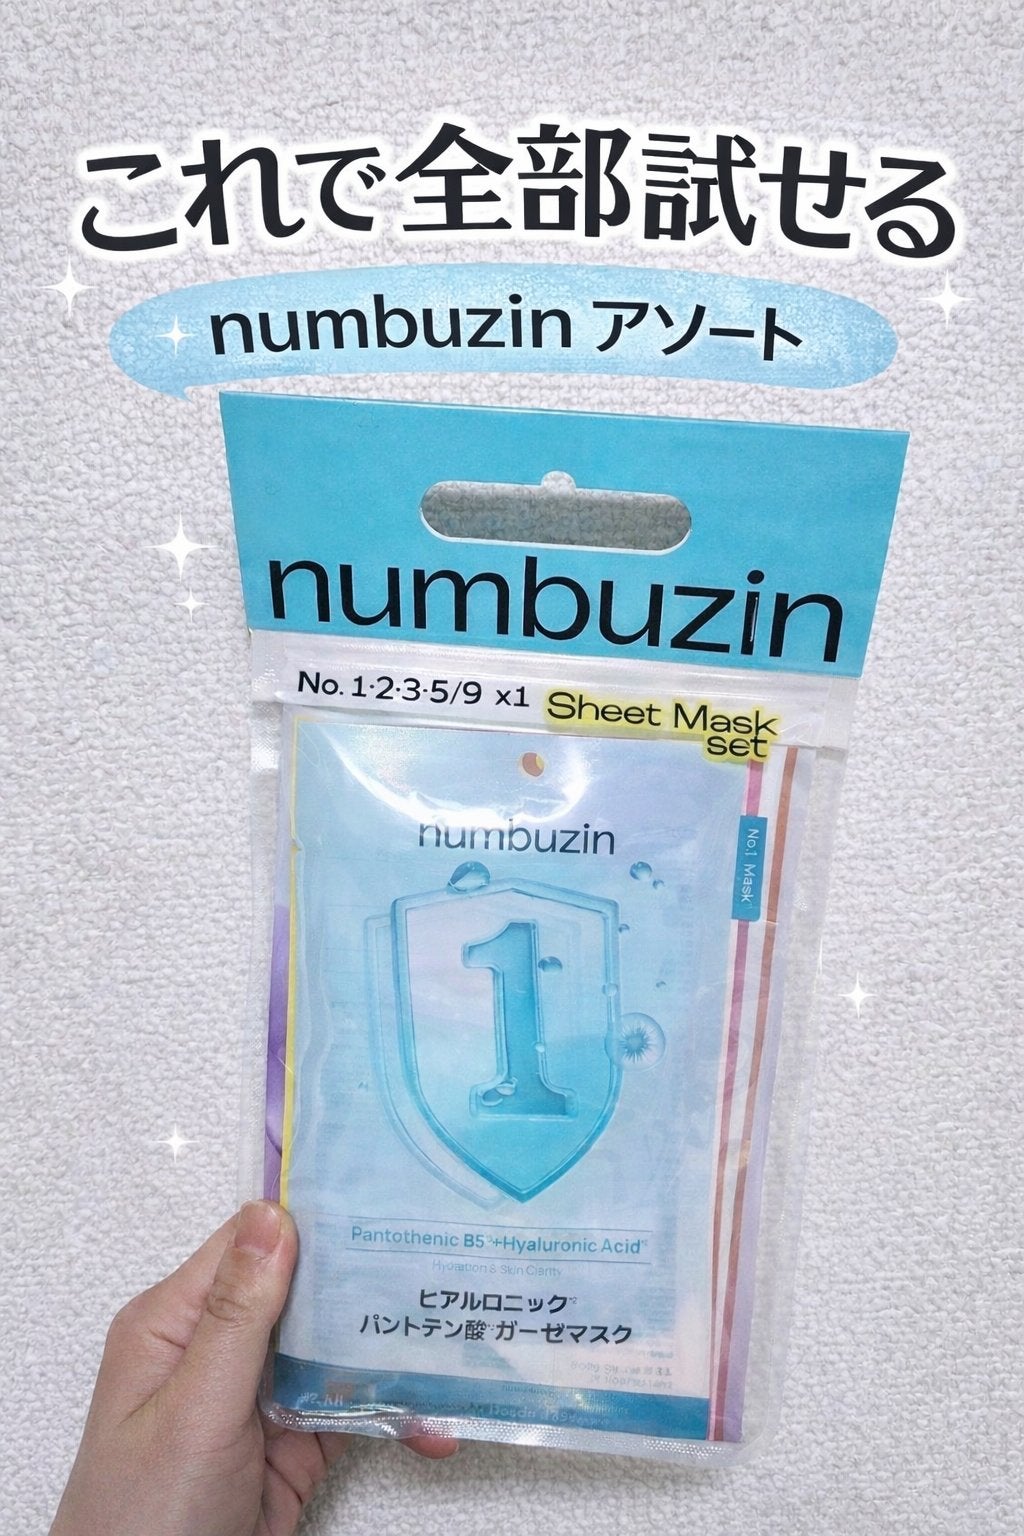 これで全部試せる
numbuzin アソート
numbuzin
No. 1·2·3·5/9 x1 Sheet Mask set
numbuzin
No.1 Mask
1
Pantothenic B5+Hyaluronic Acid
Hydration & Skin Clarity
ヒアルロニック
パントテン酸 ガーゼマスク